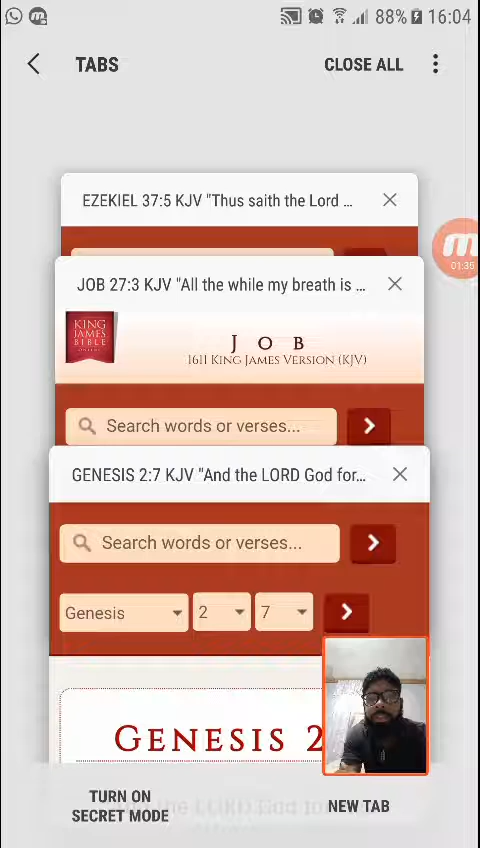 88% 16:04
TABS CLOSE ALL
EZEKIEL 37:5 KJV "Thus saith the Lord ...
JOB 27:3 KJV "All the while my breath is ...
KING
JAMES
BIBLE
JOB
1611 KING JAMES VERSION (KJV)
Search words or verses...
01:36
GENESIS 2:7 KJV "And the LORD God for...
Search words or verses...
Genesis 2 7
GENESIS 2
TURN ON
SECRET MODE
NEW TAB